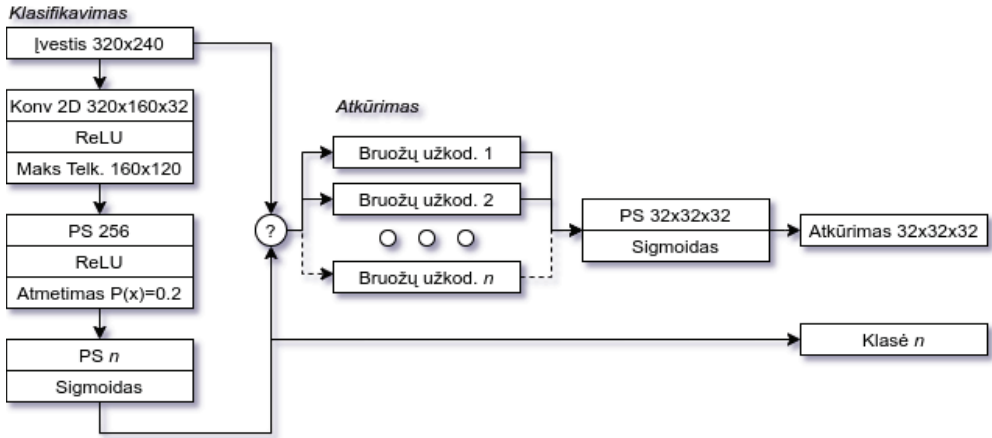 Klasifikavimas
Įvestis 320x240
Konv 2D 320x160x32
ReLU
Maks Telk. 160x120
PS 256
ReLU
Atmetimas P(x)=0.2
PS n
Sigmoidas
?
Atkūrimas
Bruožų užkod. 1
Bruožų užkod. 2
Bruožų užkod. n
PS 32x32x32
Sigmoidas
Atkūrimas 32x32x32
Klasė n